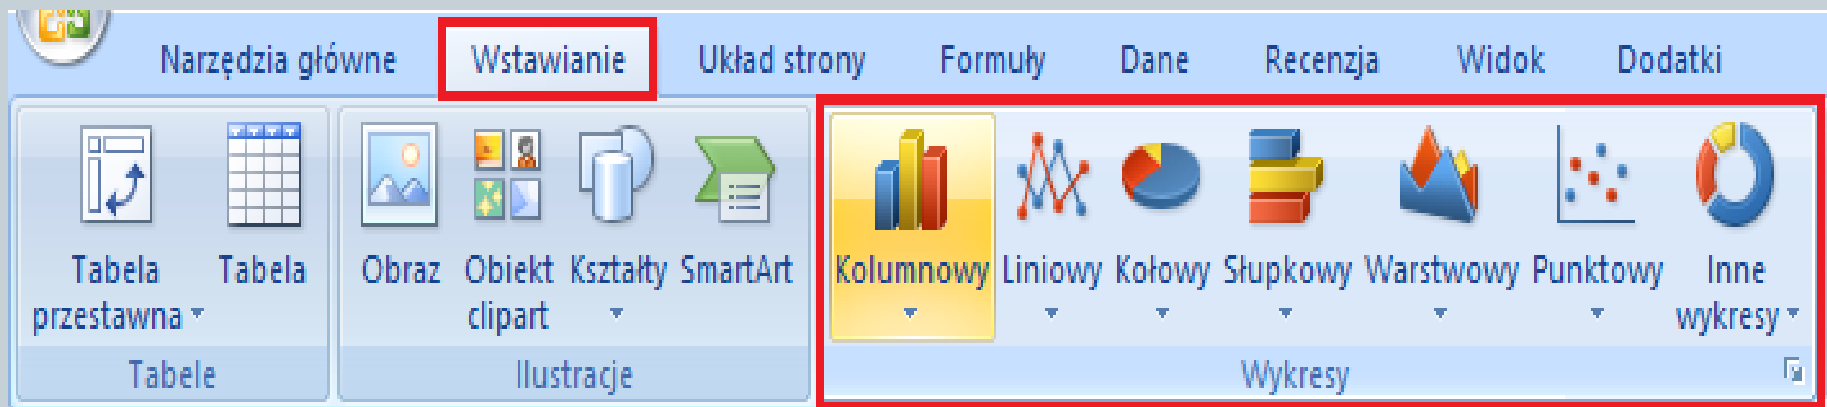 Narzędzia główne Wstawianie Układ strony Formuły Dane Recenzja Widok Dodatki
Tabela przestawna
Tabela
Obraz
Obiekt clipart
Kształty
SmartArt
Kolumnowy
Liniowy
Kołowy
Słupkowy
Warstwowy
Punktowy
Inne wykresy
Tabele
Ilustracje
Wykresy